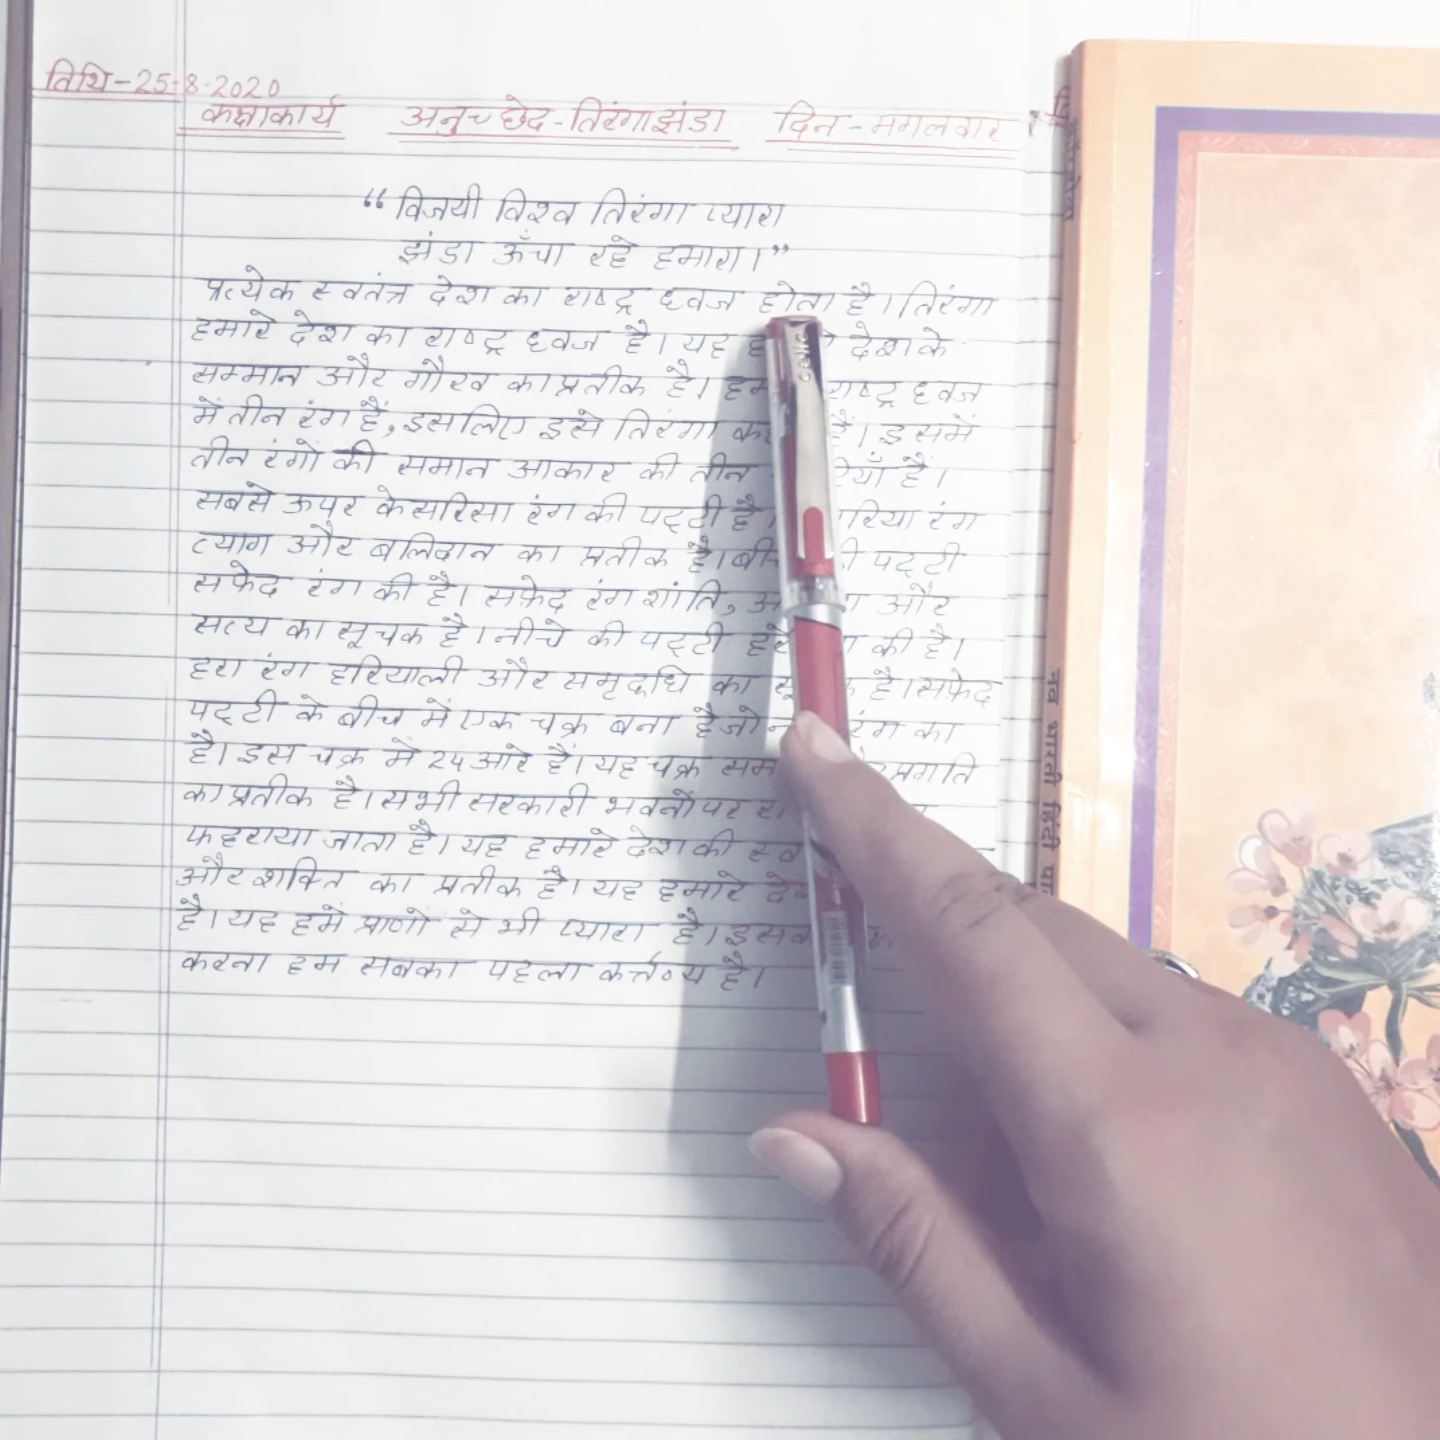 तिथि-25-8-2020
कक्षाकार्य अनुच्छेद-तिरंगा झंडा दिन-मंगलवार
“विजयी विश्व तिरंगा प्यारा
झंडा ऊँचा रहे हमारा।”
प्रत्येक स्वतंत्र देश का राष्ट्र ध्वज होता है। तिरंगा
हमारे देश का राष्ट्र ध्वज है। यह देश के
सम्मान और गौरव का प्रतीक है। राष्ट्र ध्वज
में तीन रंग हैं, इसलिए इसे तिरंगा हैं। इसमें
तीन रंगों की समान आकार की तीन हैं।
सबसे ऊपर केसरिसा रंग की पट्टी है। रंग
त्याग और बलिदान का प्रतीक है। पट्टी
सफेद रंग की है। सफ़ेद रंग शांति, और
सत्य का सूचक है। नीचे की पट्टी की है।
हरा रंग हरियाली और समृद्धि का है। सफ़ेद
पट्टी के बीच में एक चक्र बना है जो रंग का
है। इस चक्र में 24 आरे हैं। यह चक्र प्रगति
का प्रतीक है। सभी सरकारी भवनों पर
फहराया जाता है। यह हमारे देश की
और शक्ति का प्रतीक है। यह हमारे
है। यह हमें प्राणों से भी प्यारा है।
करना हम सबका पहला कर्त्तव्य है।
नव भारती हिंदी